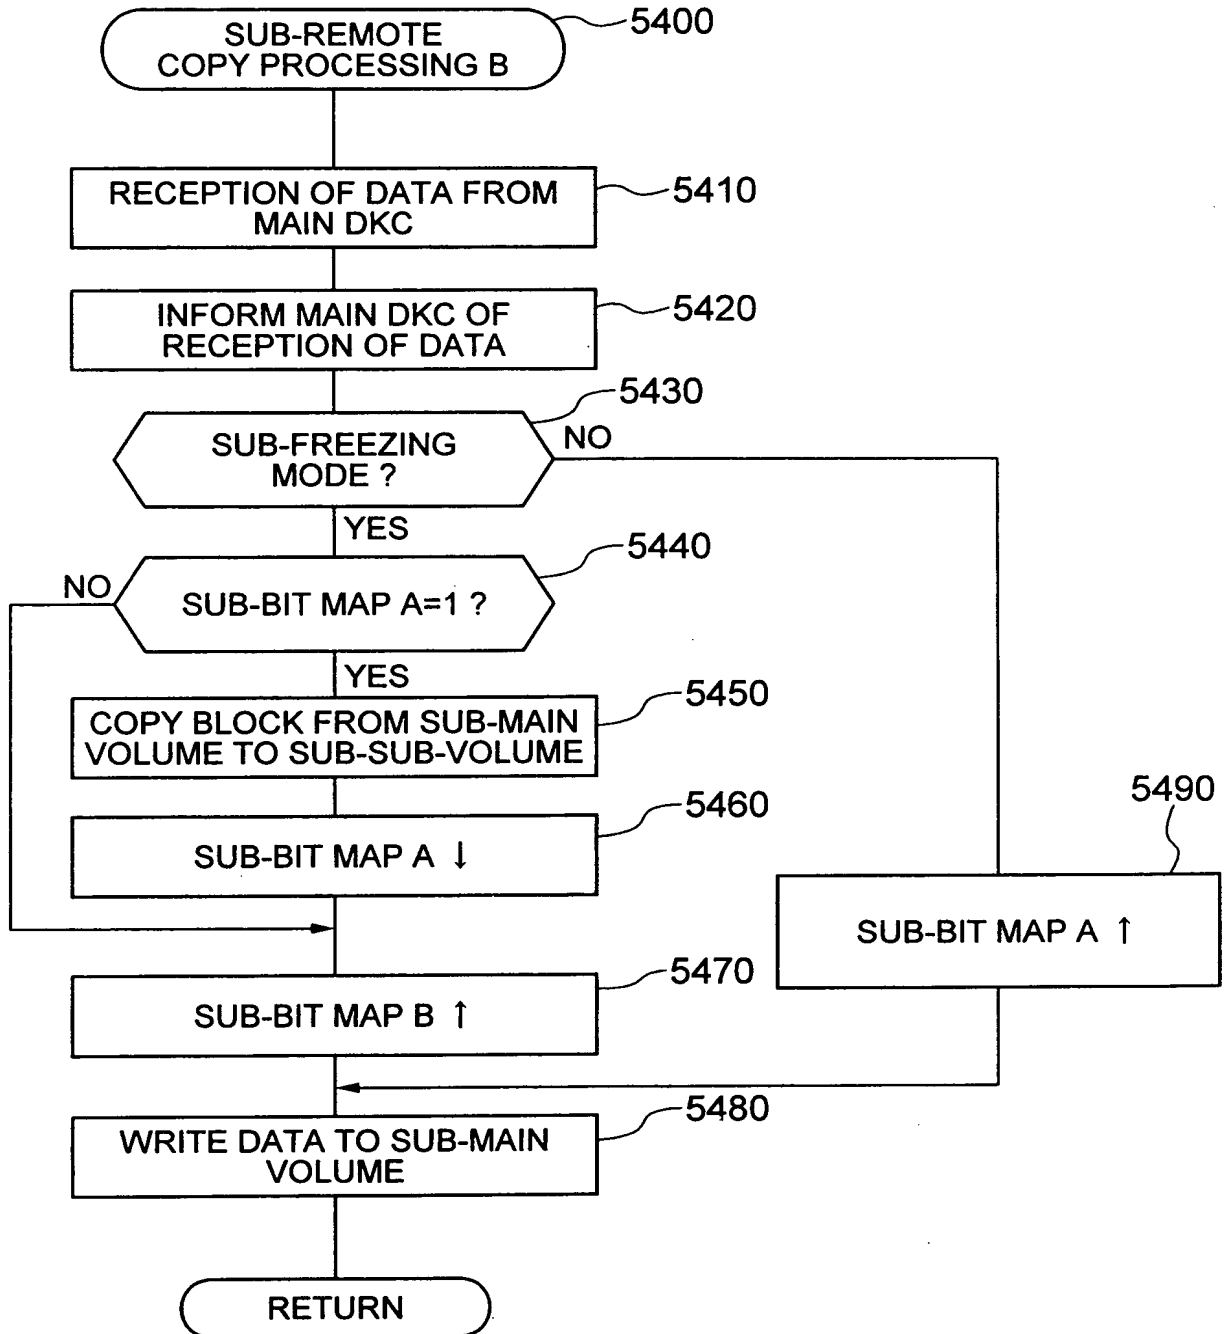 SUB-REMOTE
COPY PROCESSING B
5400
RECEPTION OF DATA FROM
MAIN DKC
5410
INFORM MAIN DKC OF
RECEPTION OF DATA
5420
SUB-FREEZING
MODE ?
5430
NO
YES
SUB-BIT MAP A=1 ?
5440
NO
YES
COPY BLOCK FROM SUB-MAIN
VOLUME TO SUB-SUB-VOLUME
5450
SUB-BIT MAP A ↓
5460
5490
SUB-BIT MAP A ↑
SUB-BIT MAP B ↑
5470
WRITE DATA TO SUB-MAIN
VOLUME
5480
RETURN